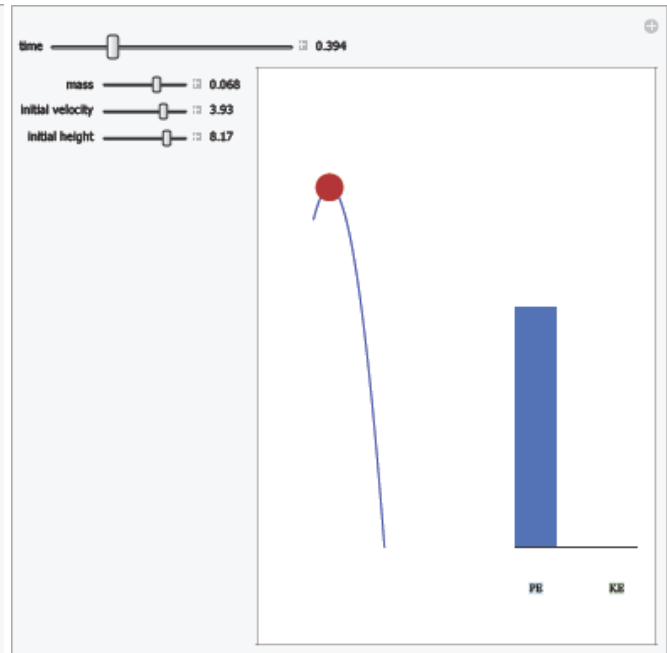 time 0.394
mass 0.068
initial velocity 3.93
initial height 8.17
PE KE